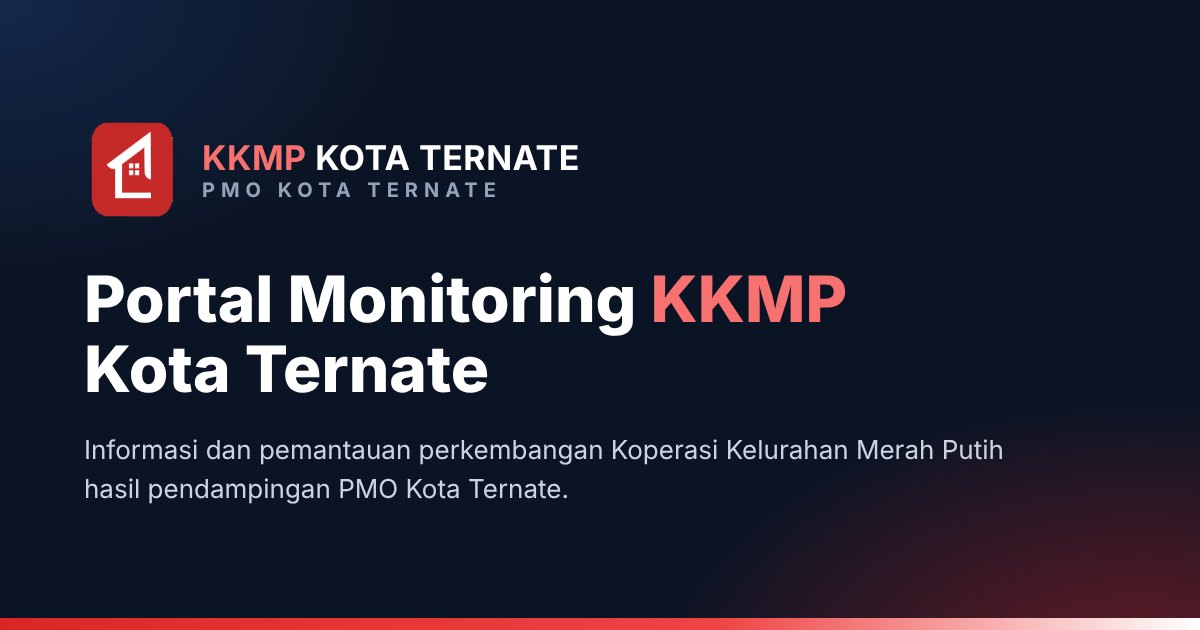 KKMP KOTA TERNATE
PMO KOTA TERNATE
Portal Monitoring KKMP
Kota Ternate
Informasi dan pemantauan perkembangan Koperasi Kelurahan Merah Putih
hasil pendampingan PMO Kota Ternate.